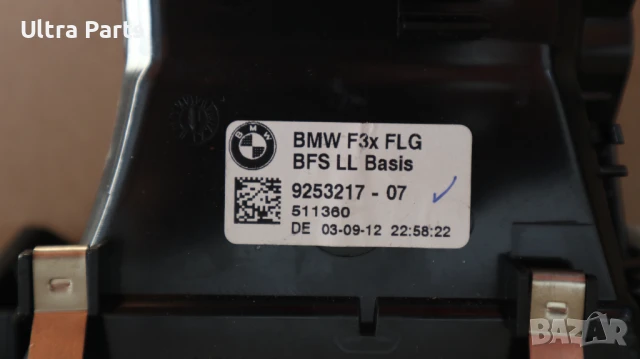 Ultra Parts
BMW
BMW F3x FLG
BFS LL Basis
9253217 - 07
511360
DE 03-09-12 22:58:22
BAZAR